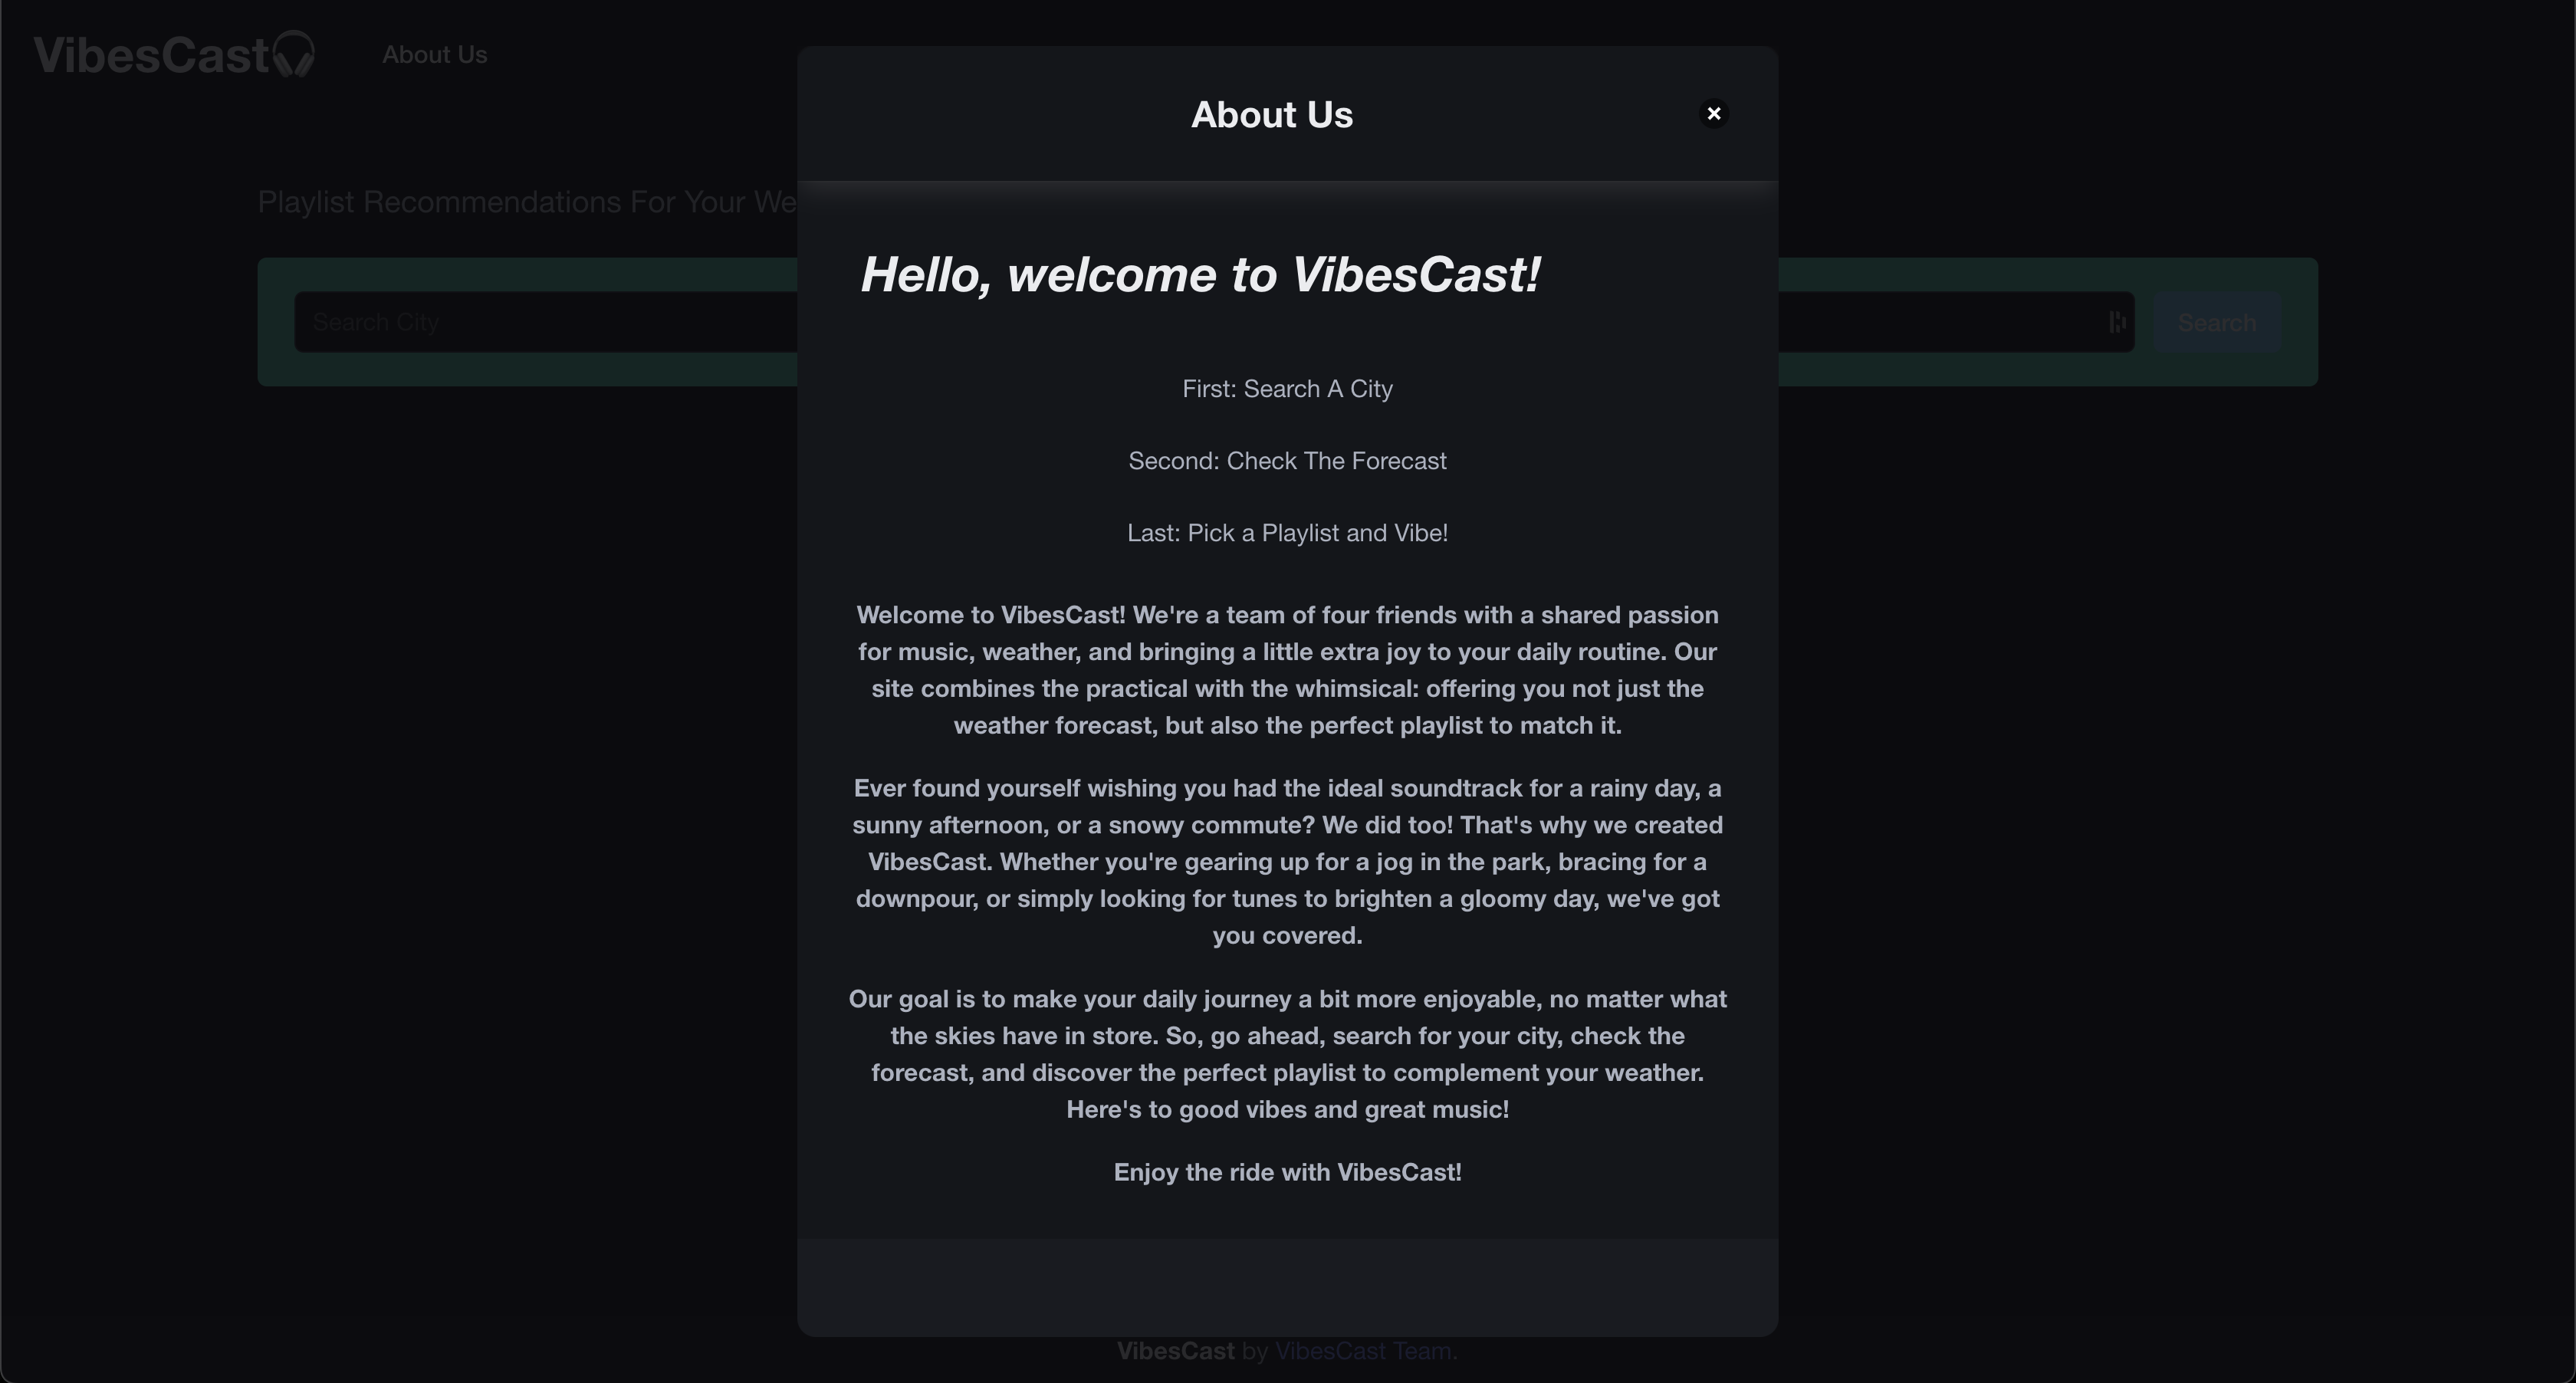 VibesCast
About Us
About Us
Playlist Recommendations For Your We
Search City
Search
Hello, welcome to VibesCast!
First: Search A City
Second: Check The Forecast
Last: Pick a Playlist and Vibe!
Welcome to VibesCast! We're a team of four friends with a shared passion
for music, weather, and bringing a little extra joy to your daily routine. Our
site combines the practical with the whimsical: offering you not just the
weather forecast, but also the perfect playlist to match it.
Ever found yourself wishing you had the ideal soundtrack for a rainy day, a
sunny afternoon, or a snowy commute? We did too! That's why we created
VibesCast. Whether you're gearing up for a jog in the park, bracing for a
downpour, or simply looking for tunes to brighten a gloomy day, we've got
you covered.
Our goal is to make your daily journey a bit more enjoyable, no matter what
the skies have in store. So, go ahead, search for your city, check the
forecast, and discover the perfect playlist to complement your weather.
Here's to good vibes and great music!
Enjoy the ride with VibesCast!
VibesCast by VibesCast Team.